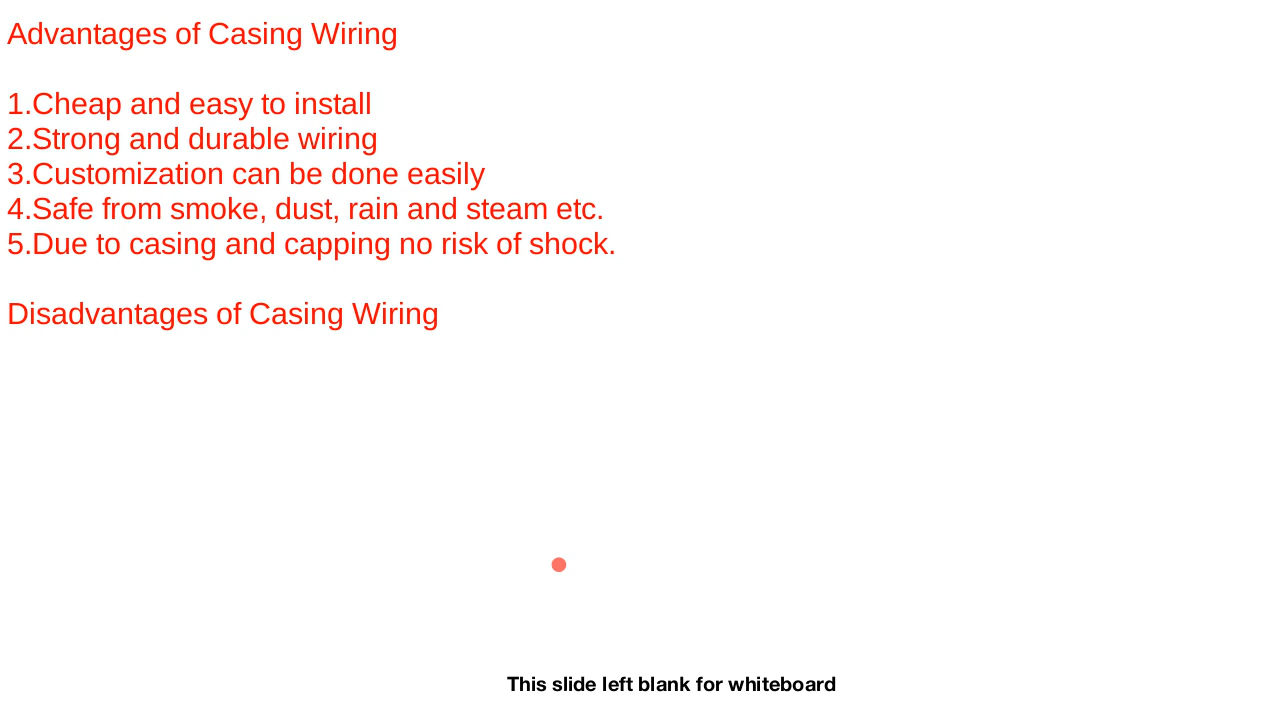 Advantages of Casing Wiring
1.Cheap and easy to install
2.Strong and durable wiring
3.Customization can be done easily
4.Safe from smoke, dust, rain and steam etc.
5.Due to casing and capping no risk of shock.
Disadvantages of Casing Wiring
This slide left blank for whiteboard